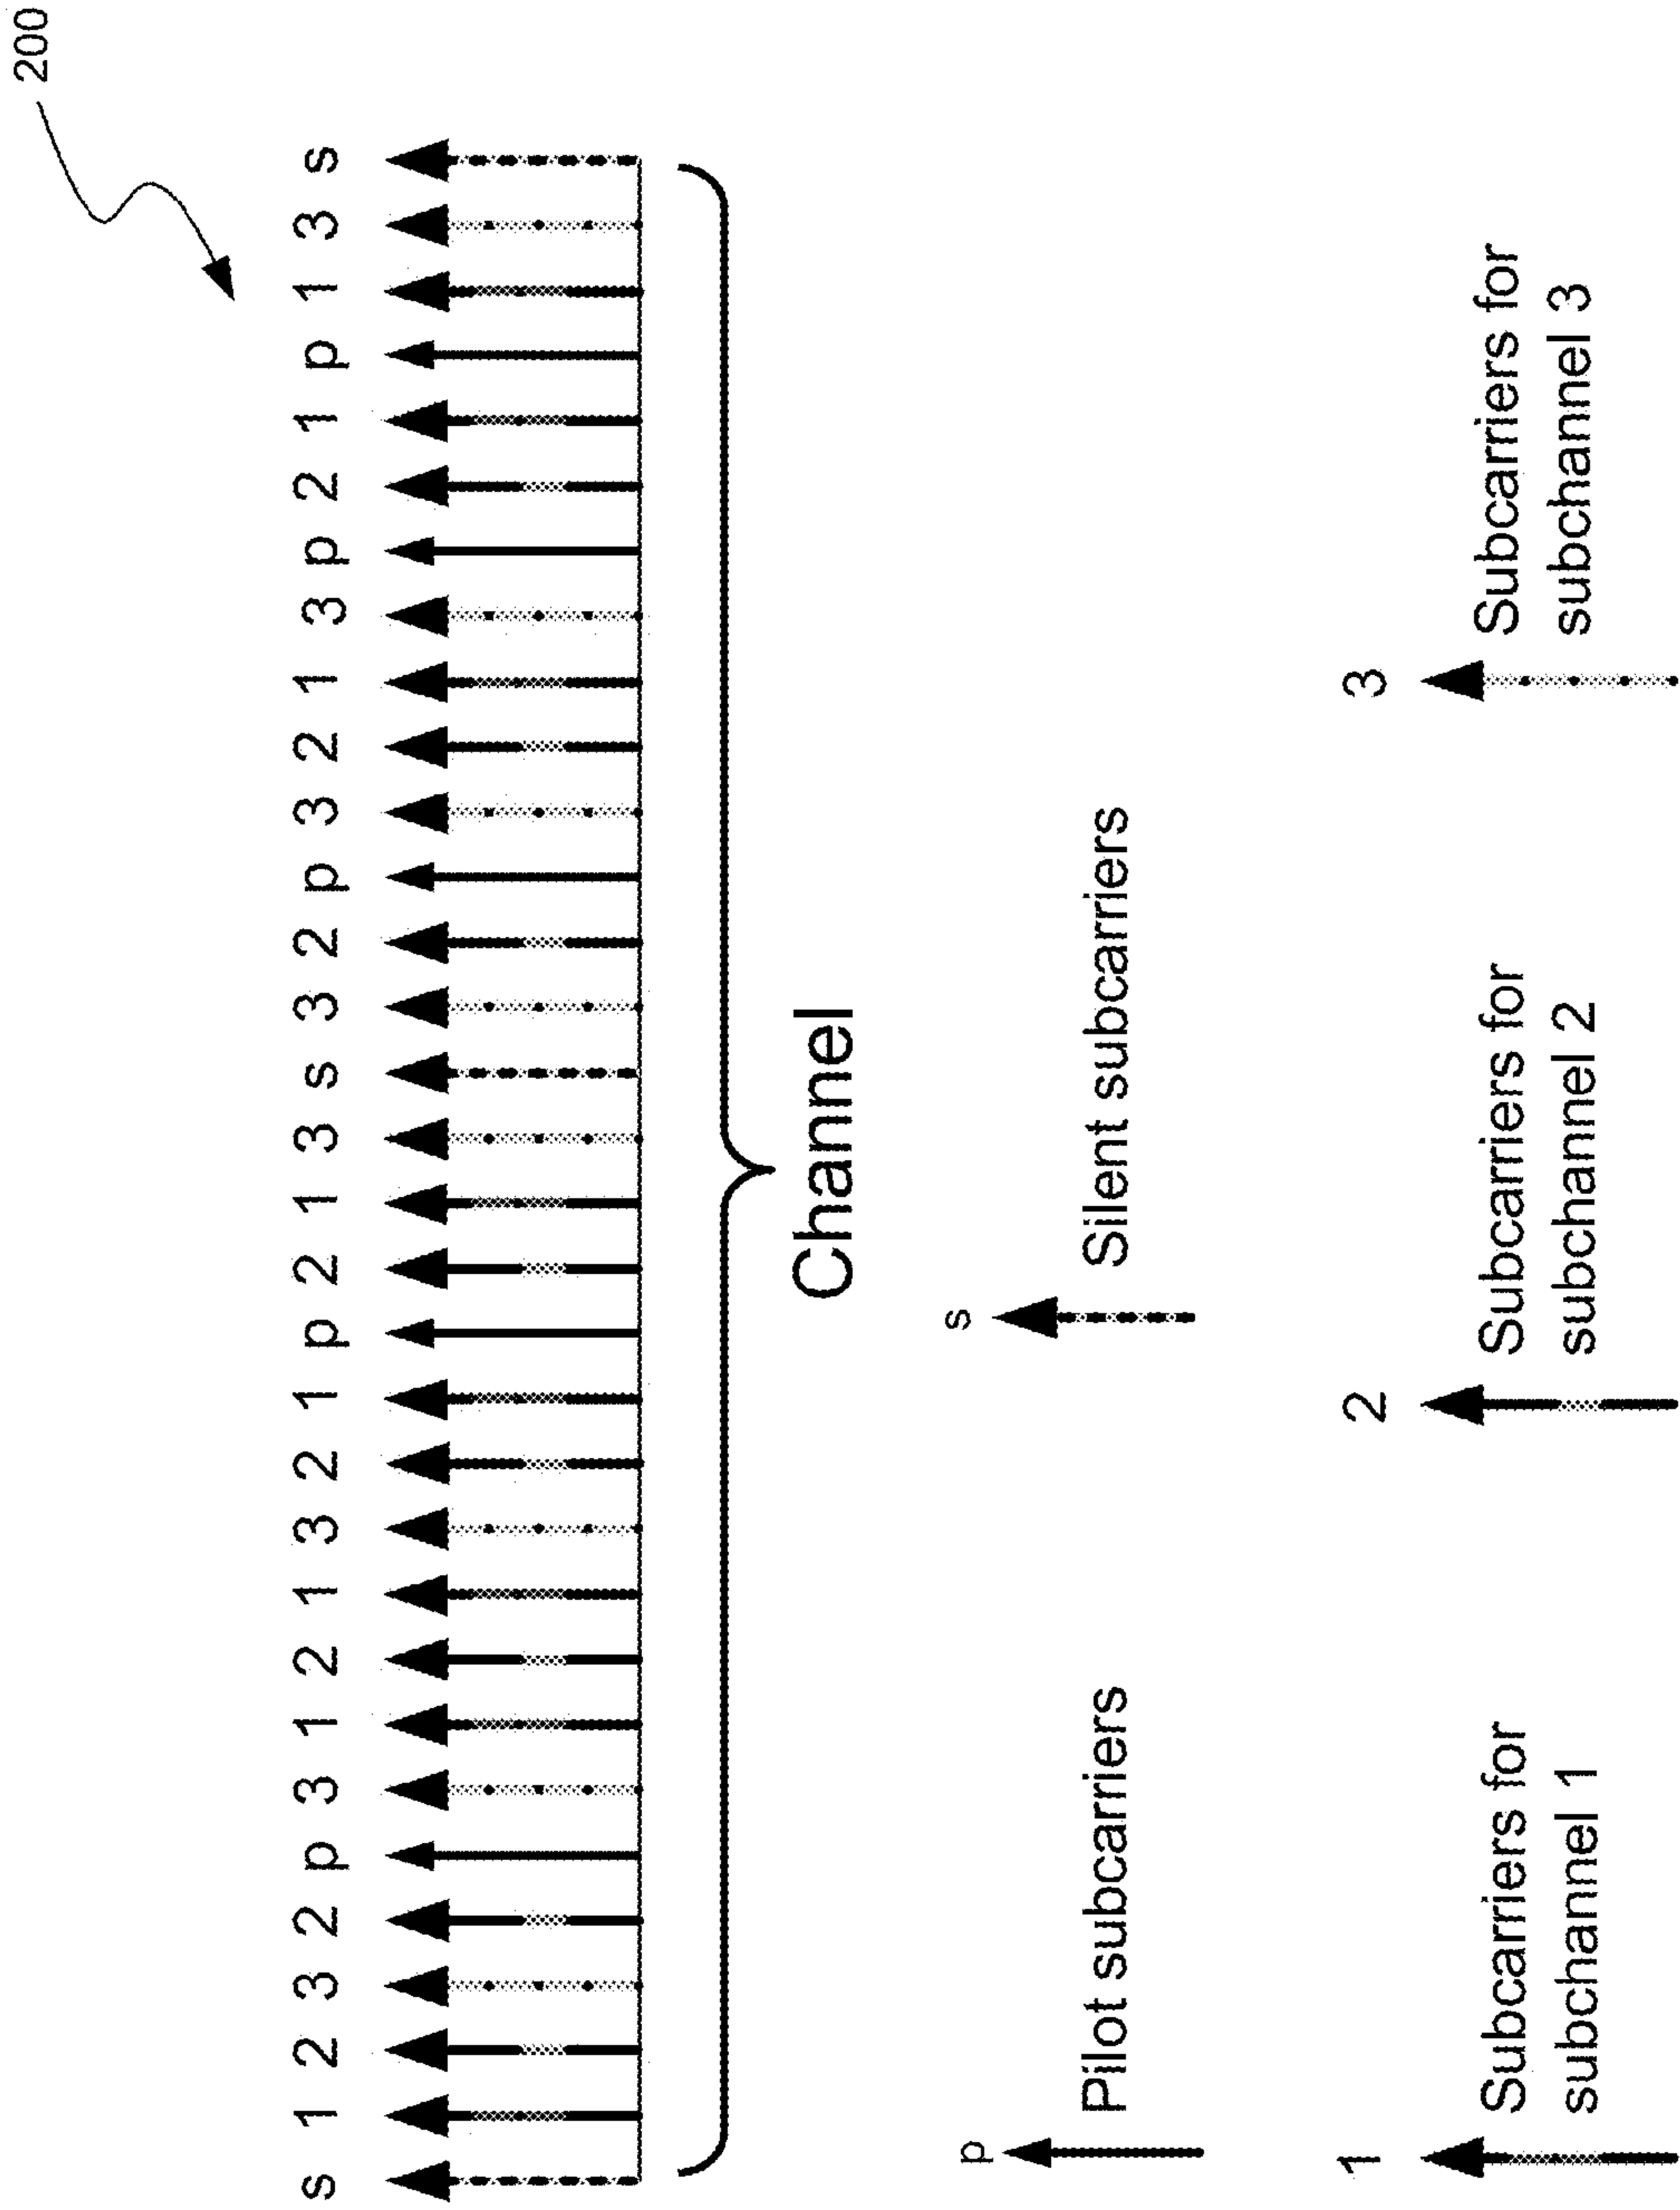 200
s 1 2 3 2 p 3 1 2 1 3 2 1 p 2 1 3 s 3 2 p 3 2 1 3 p 2 1 p 1 3 s
Channel
p
Pilot subcarriers
s
Silent subcarriers
1
Subcarriers for
subchannel 1
2
Subcarriers for
subchannel 2
3
Subcarriers for
subchannel 3